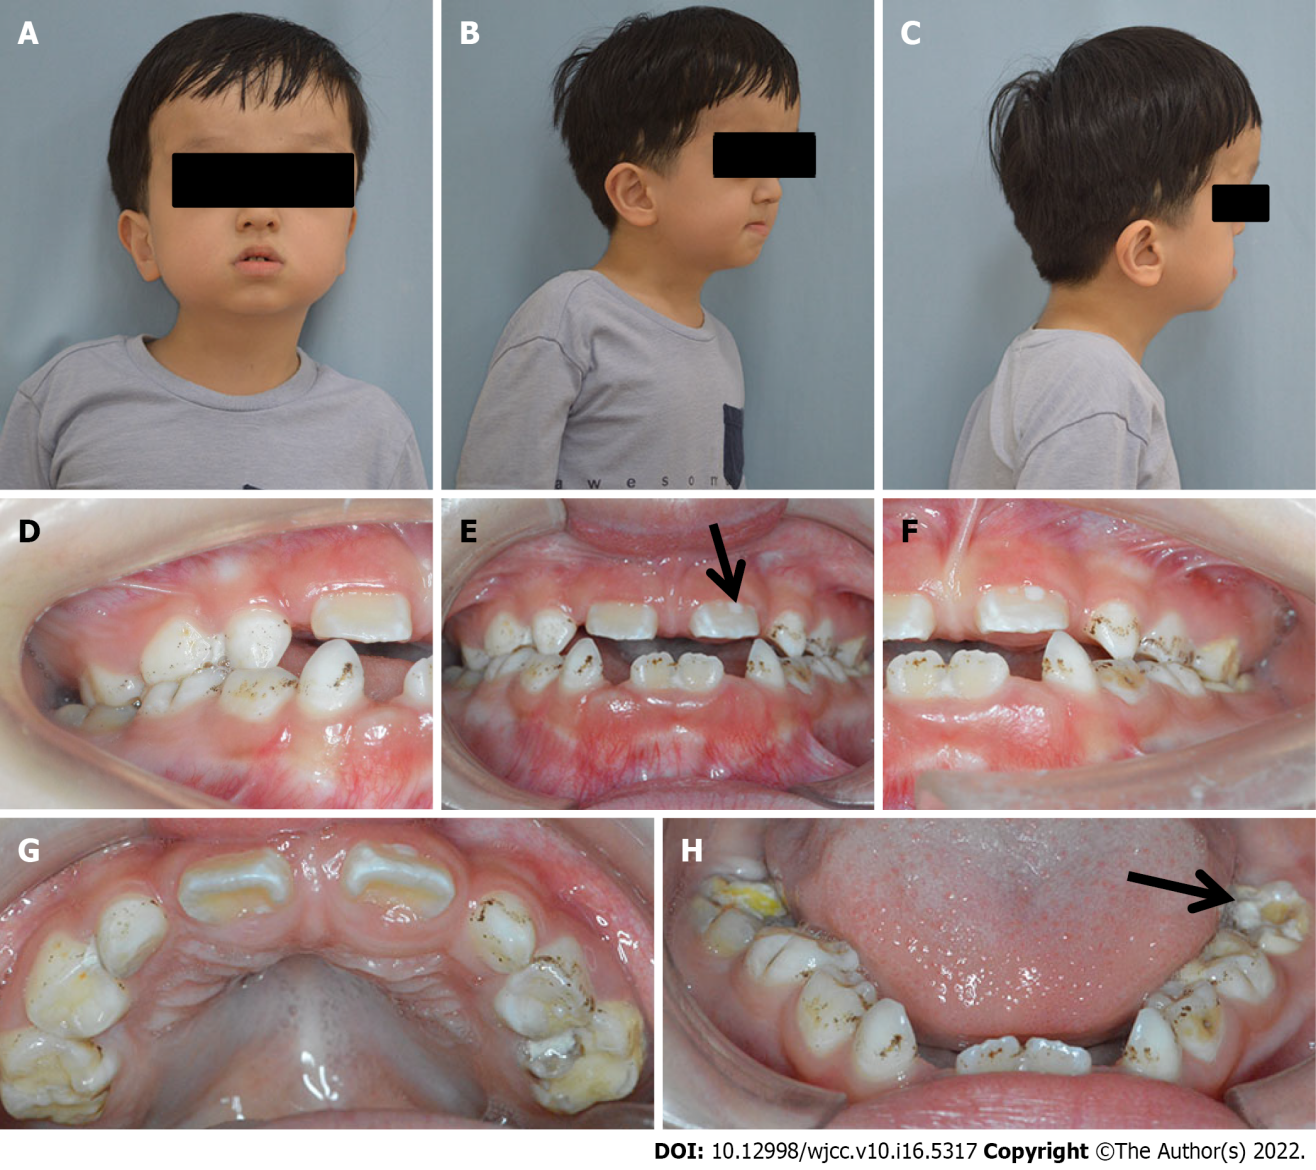 A
B
C
a w e s o m
D
E
F
G
H
DOI: 10.12998/wjcc.v10.i16.5317 Copyright ©The Author(s) 2022.